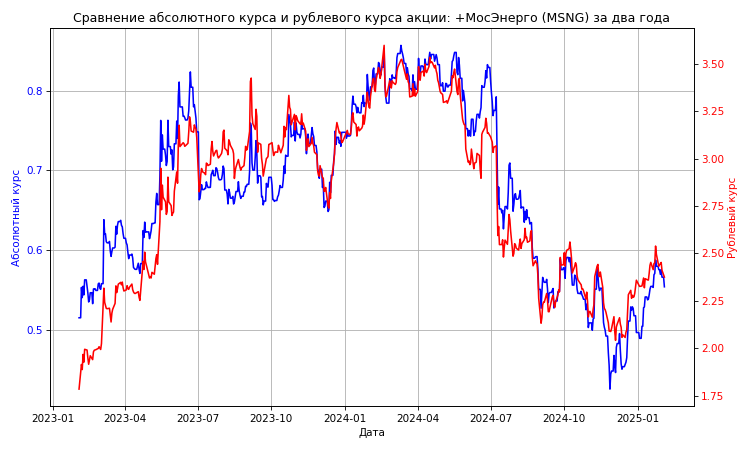 Сравнение абсолютного курса и рублевого курса акции: +МосЭнерго (MSNG) за два года
Абсолютный курс
0.8
0.7
0.6
0.5
3.50
3.25
3.00
2.75
2.50
2.25
2.00
1.75
Рублевый курс
2023-01 2023-04 2023-07 2023-10 2024-01 2024-04 2024-07 2024-10 2025-01
Дата